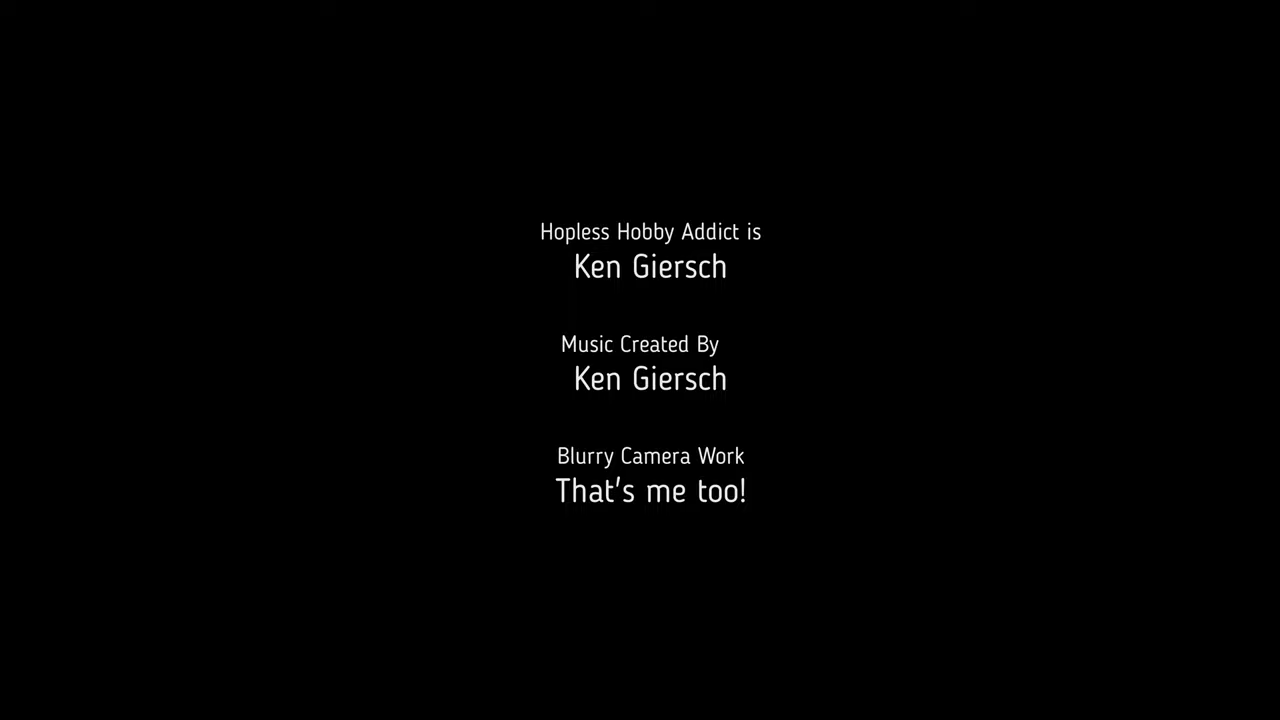 Hopless Hobby Addict is
Ken Giersch
Music Created By
Ken Giersch
Blurry Camera Work
That's me too!